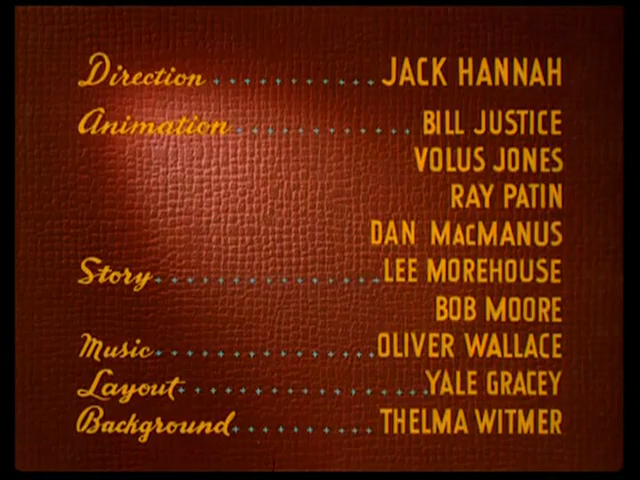 Direction ............ JACK HANNAH
Animation ............ BILL JUSTICE
VOLUS JONES
RAY PATIN
DAN MacMANUS
Story ............ LEE MOREHOUSE
BOB MOORE
Music ............ OLIVER WALLACE
Layout ............ YALE GRACEY
Background ............ THELMA WITMER